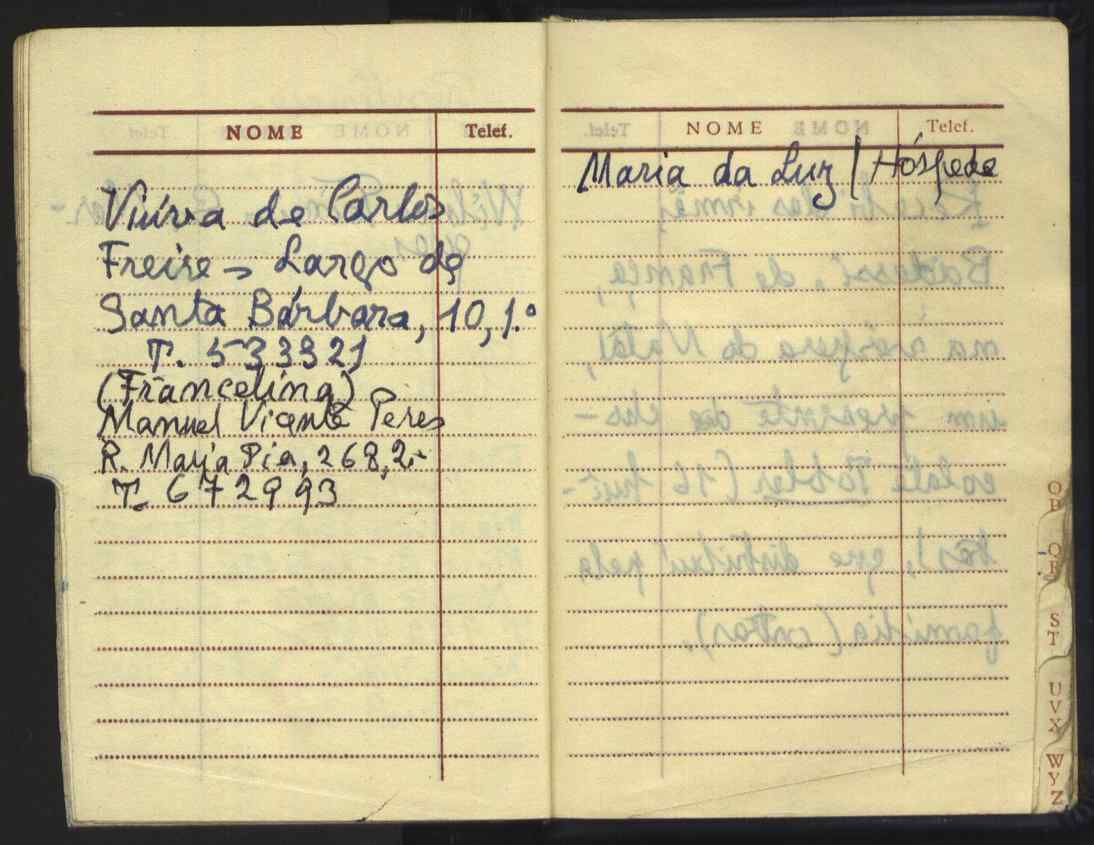 NOME Telef.
Viúva de Carlos
Freire – Largo de
Santa Bárbara, 10, 1.º
T. 533321
(Francelina)
Manuel Vicente Peres
R. Maria Pia, 268, 2.-
T. 672993
NOME Telef.
Maria da Luz / Hóspede
OP
QR
ST
UVX
WYZ